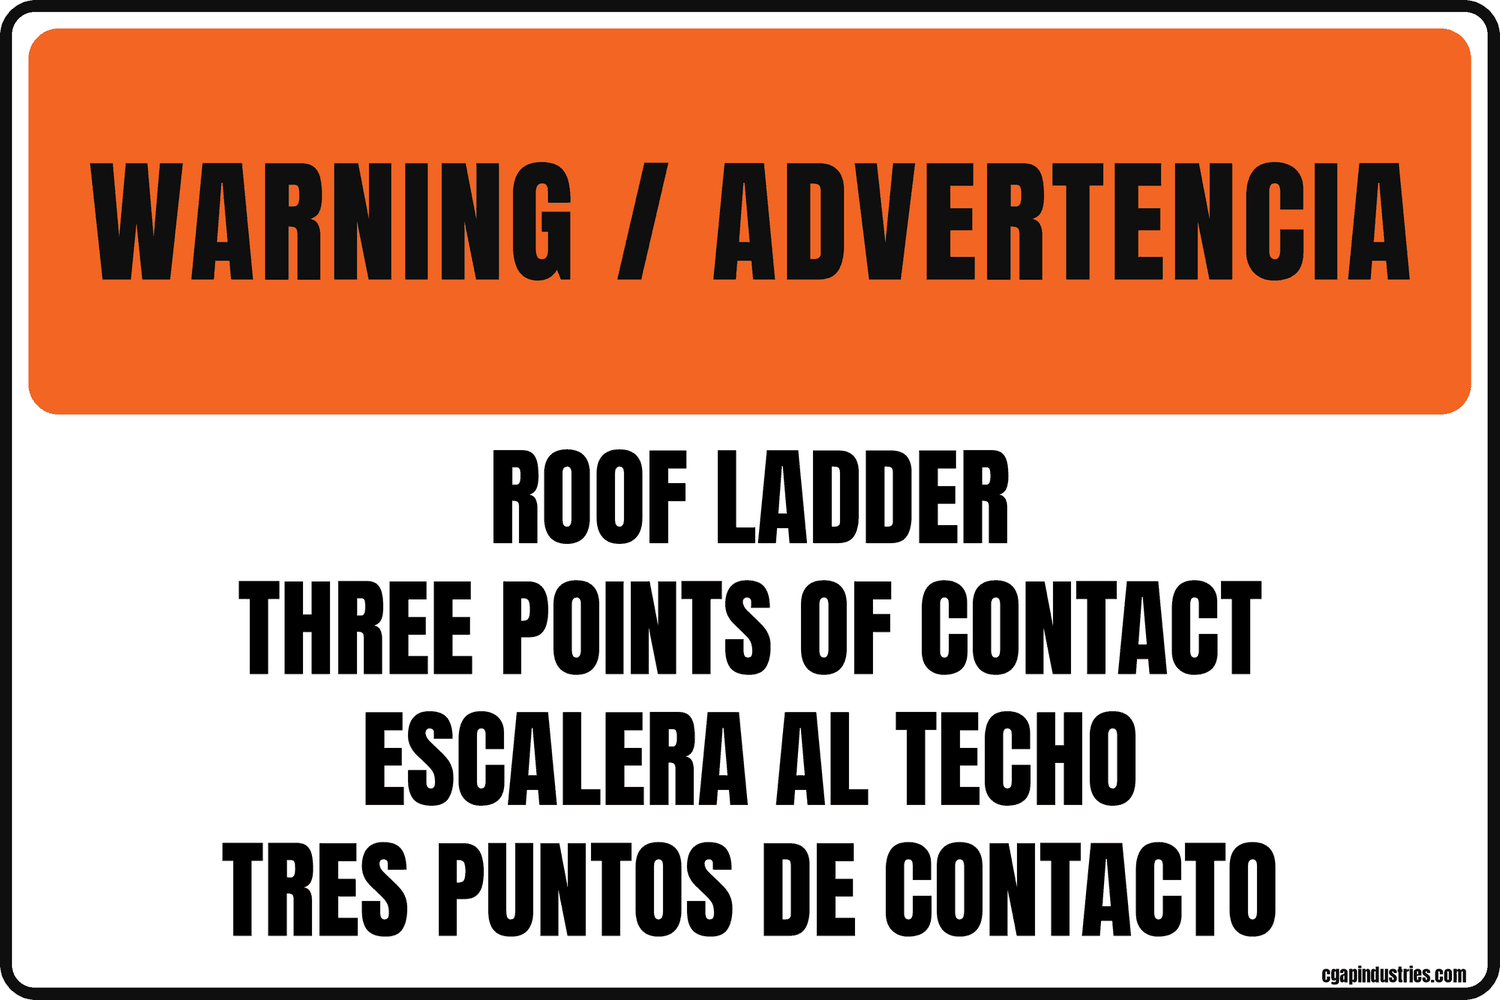 WARNING / ADVERTENCIA
ROOF LADDER
THREE POINTS OF CONTACT
ESCALERA AL TECHO
TRES PUNTOS DE CONTACTO
cgapindustries.com